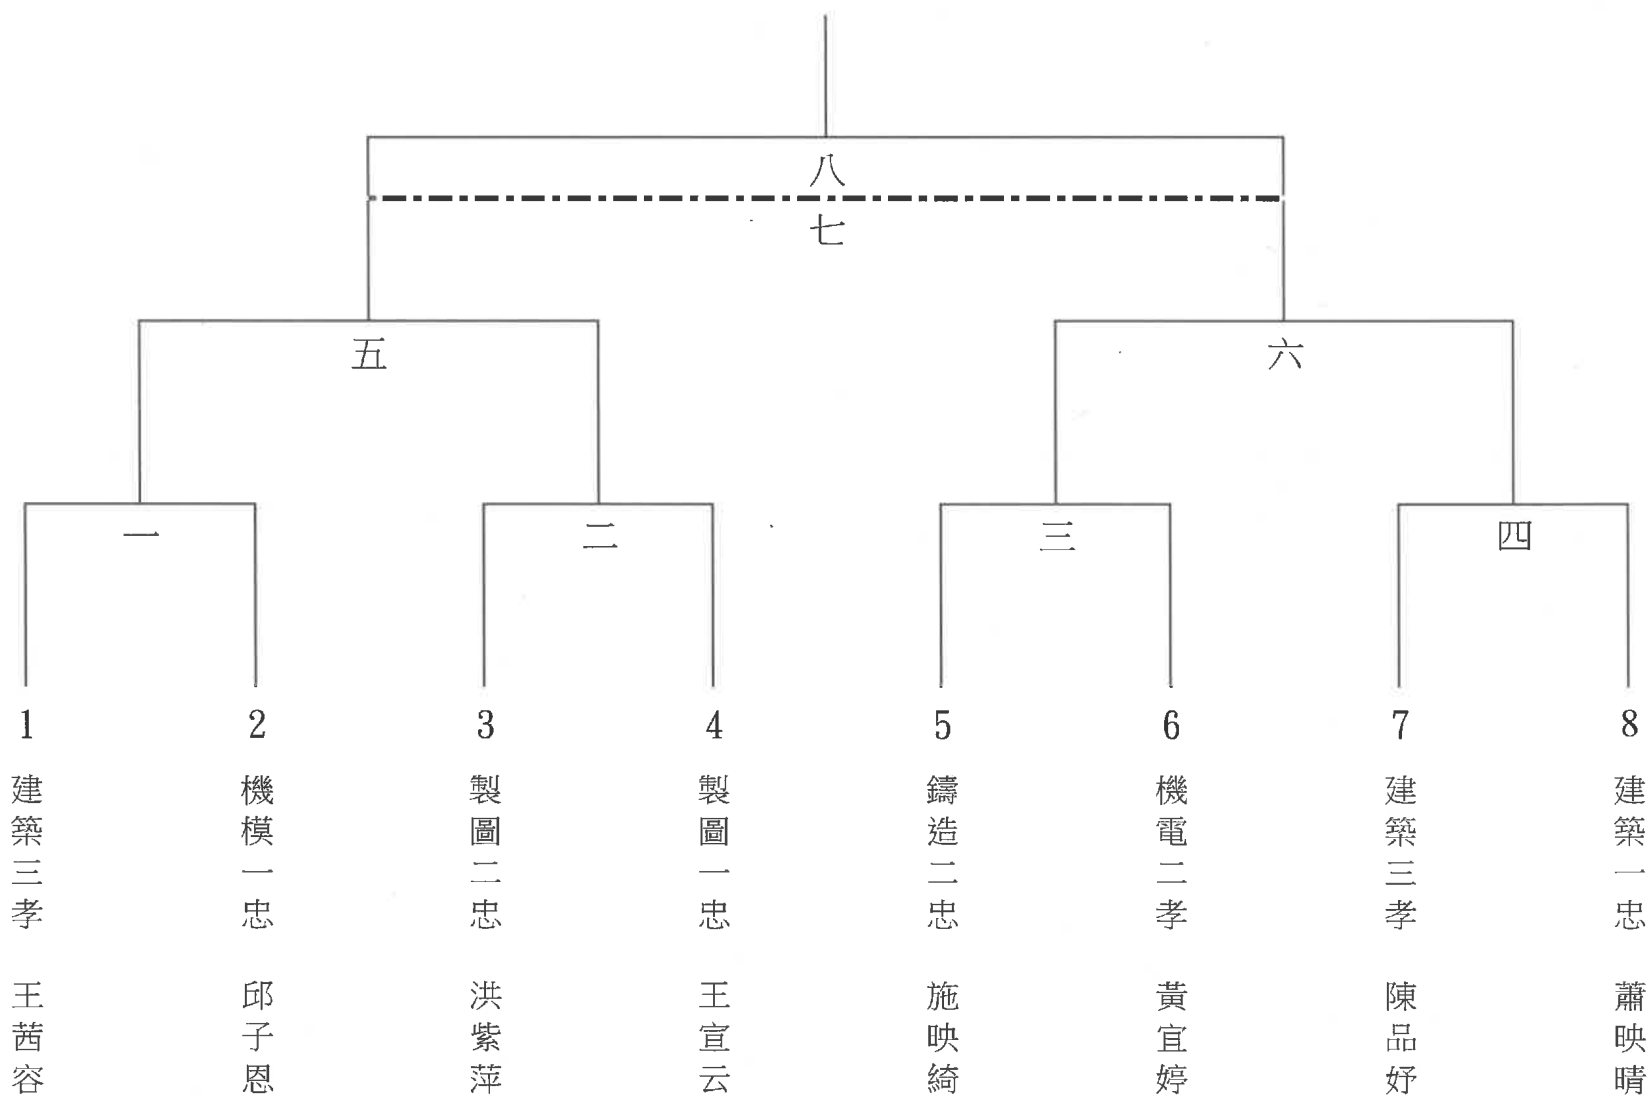 八
七
五
六
一
二
三
四
1
2
3
4
5
6
7
8
建築三孝 王茜容
機模一忠 邱子恩
製圖二忠 洪紫萍
製圖一忠 王宣云
鑄造二忠 施映綺
機電二孝 黃宜婷
建築三孝 陳品妤
建築一忠 蕭映晴